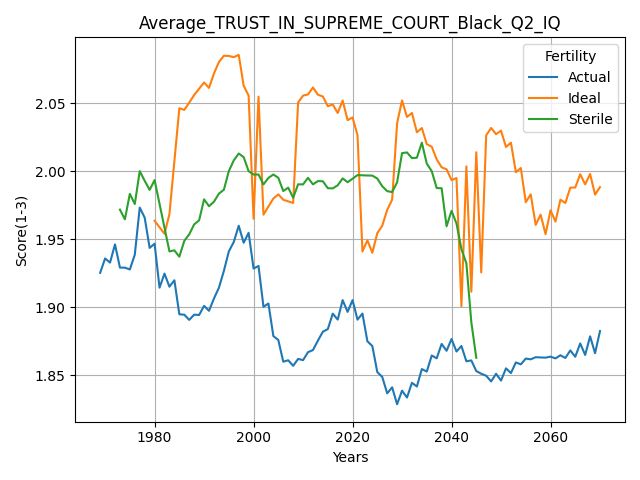 Average_TRUST_IN_SUPREME_COURT_Black_Q2_IQ
Fertility
Actual
Ideal
Sterile
Score(1-3)
2.05
2.00
1.95
1.90
1.85
1980 2000 2020 2040 2060
Years